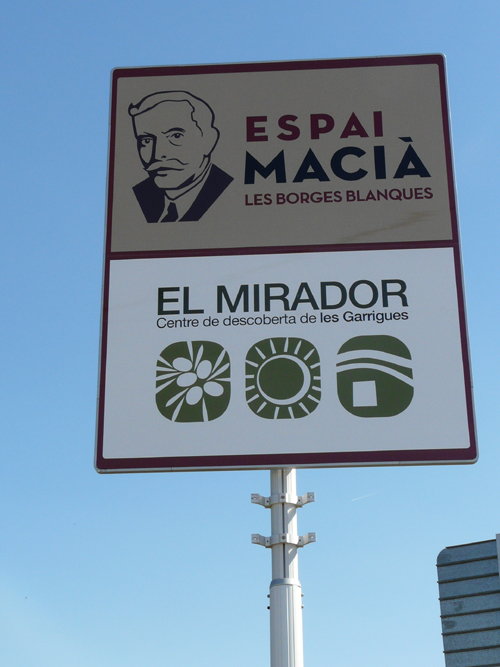 ESPAI
MACIÀ
LES BORGES BLANQUES
EL MIRADOR
Centre de descoberta de les Garrigues